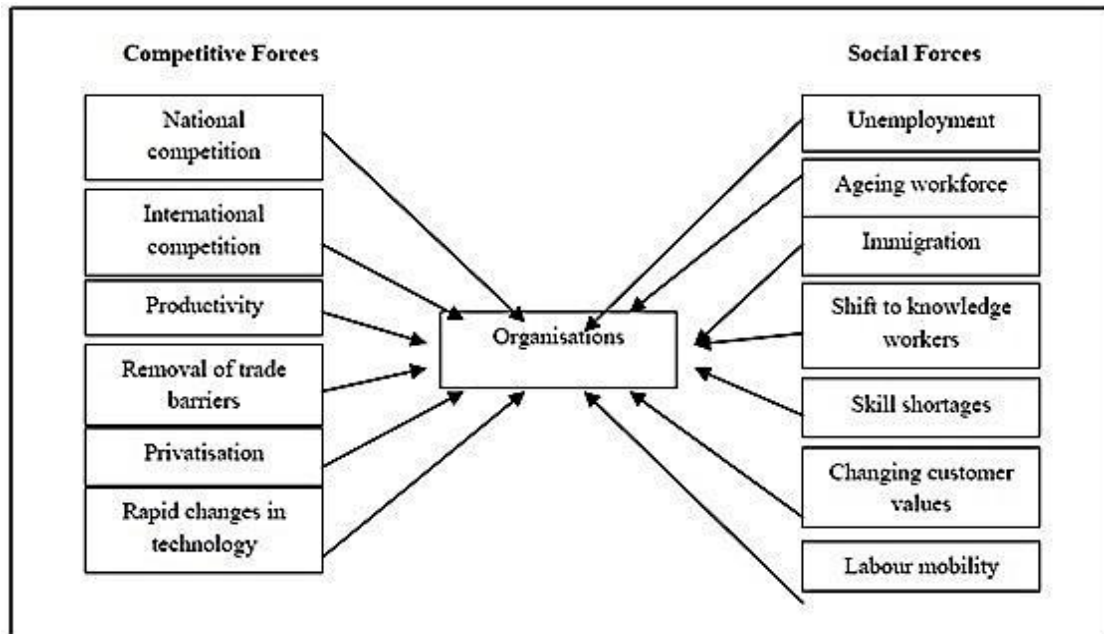 Competitive Forces
National
competition
International
competition
Productivity
Removal of trade
barriers
Privatisation
Rapid changes in
technology
Organisations
Social Forces
Unemployment
Ageing workforce
Immigration
Shift to knowledge
workers
Skill shortages
Changing customer
values
Labour mobility